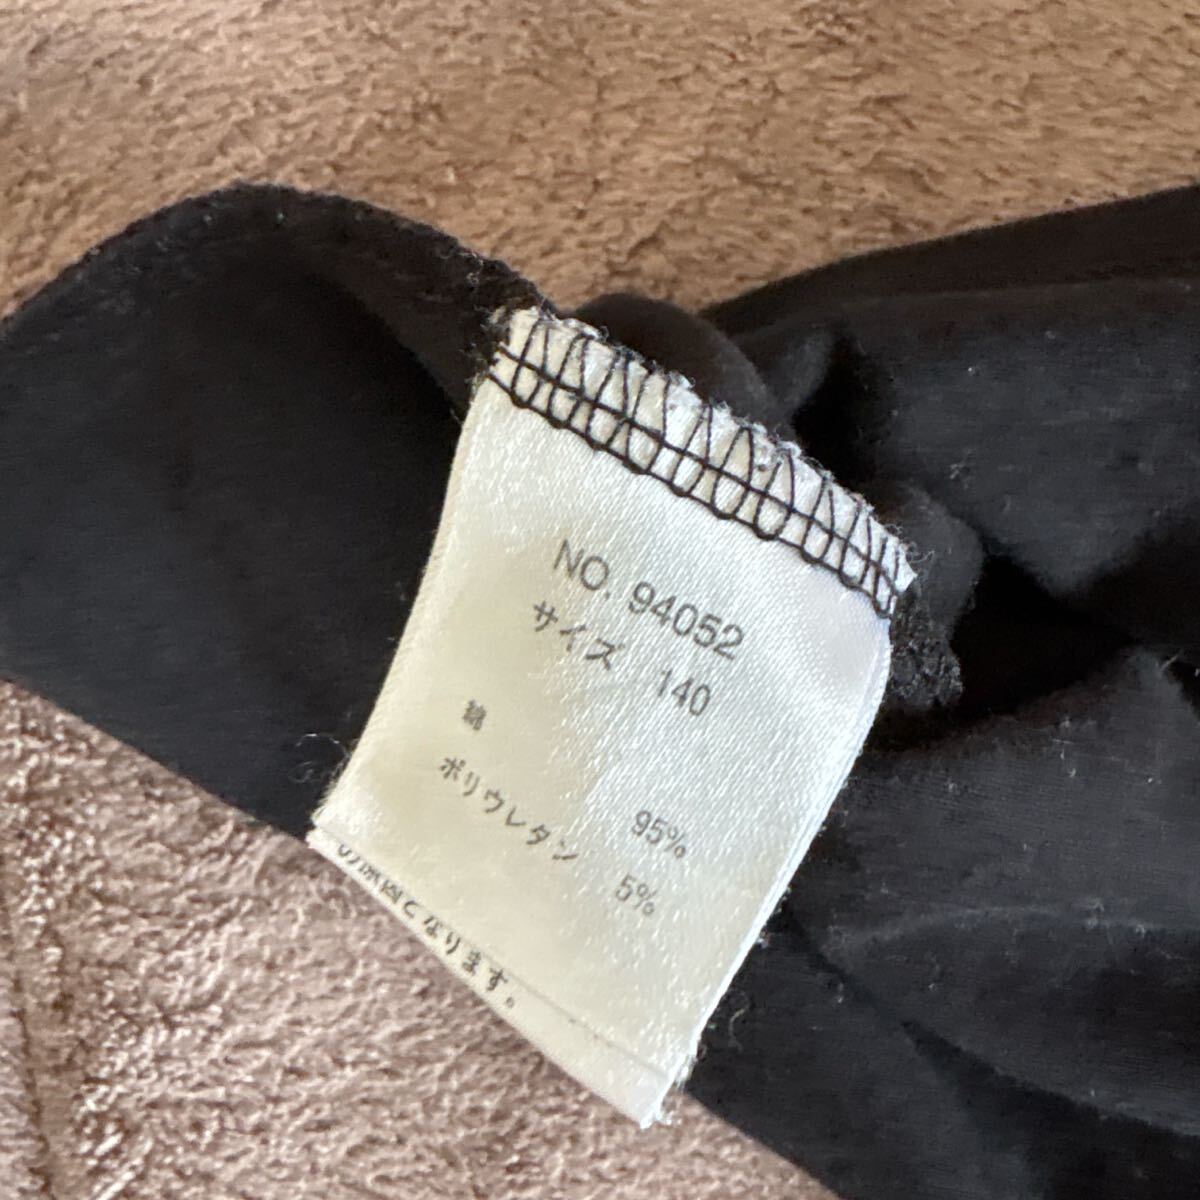 NO. 94052
サイズ 140
綿 95%
ポリウレタン 5%
の原因となります。